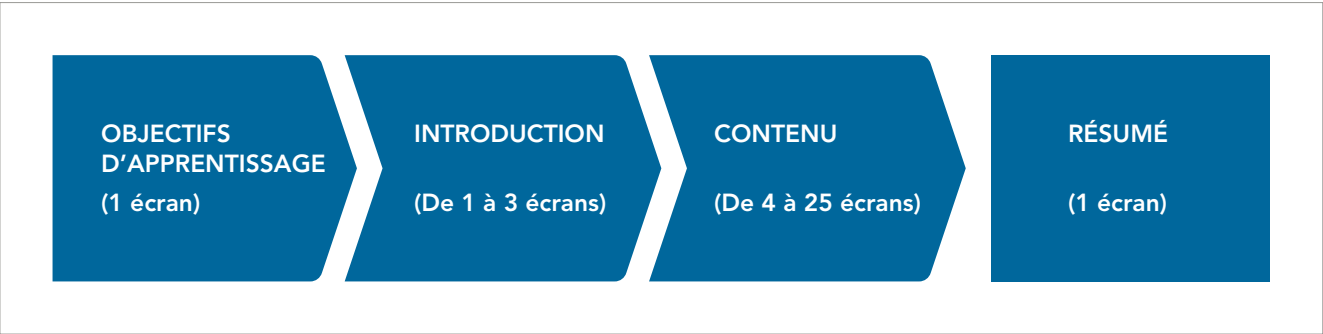 OBJECTIFS
D’APPRENTISSAGE
(1 écran)
INTRODUCTION
(De 1 à 3 écrans)
CONTENU
(De 4 à 25 écrans)
RÉSUMÉ
(1 écran)